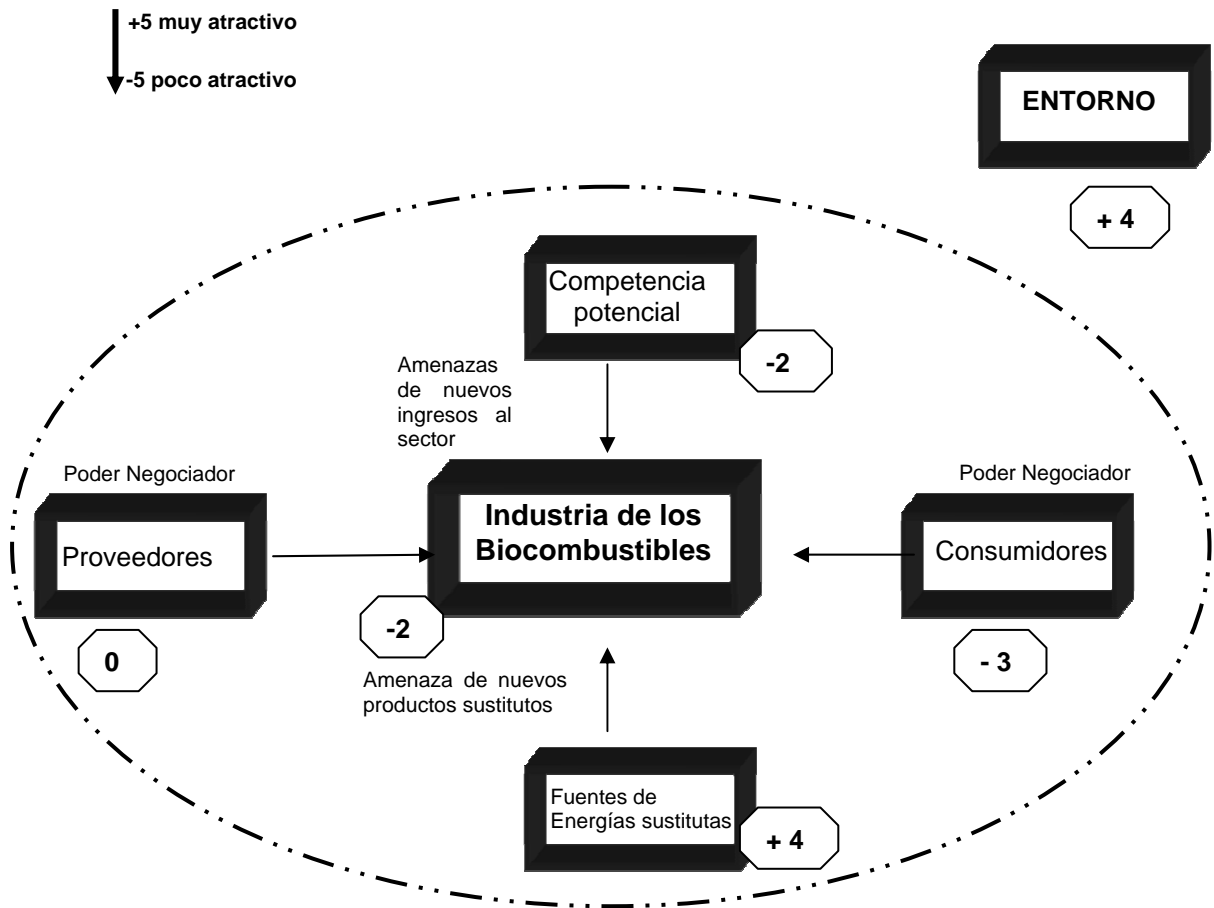 +5 muy atractivo
-5 poco atractivo
ENTORNO
+ 4
Competencia
potencial
-2
Amenazas
de nuevos
ingresos al
sector
Poder Negociador
Proveedores
0
Industria de los
Biocombustibles
-2
Poder Negociador
Consumidores
- 3
Amenaza de nuevos
productos sustitutos
Fuentes de
Energías sustitutas
+ 4